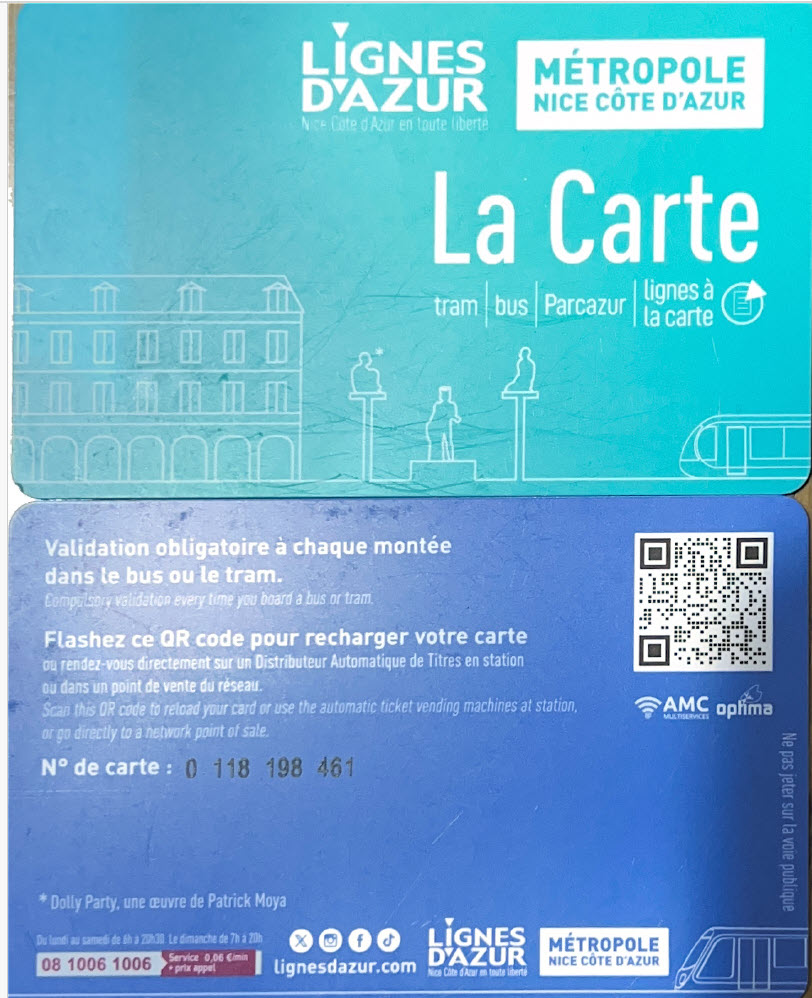 LIGNES
D'AZUR
Nice Côte d'Azur en toute liberté
MÉTROPOLE
NICE CÔTE D'AZUR
La Carte
tram | bus | Parcazur | lignes à
la carte
*
Validation obligatoire à chaque montée
dans le bus ou le tram.
Compulsory validation every time you board a bus or tram.
Flashez ce QR code pour recharger votre carte
ou rendez-vous directement sur un Distributeur Automatique de Titres en station
ou dans un point de vente du réseau.
Scan this QR code to reload your card or use the automatic ticket vending machines at station,
or go directly to a network point of sale.
AMC
MULTISERVICES
optima
N° de carte : 0 118 198 461
Ne pas jeter sur la voie publique
* Dolly Party, une œuvre de Patrick Moya
Du lundi au samedi de 6h à 20h30. Le dimanche de 7h à 20h
08 1006 1006
Service 0,06 €/min
+ prix appel
lignesdazur.com
LIGNES
D'AZUR
Nice Côte d'Azur en toute liberté
MÉTROPOLE
NICE CÔTE D'AZUR